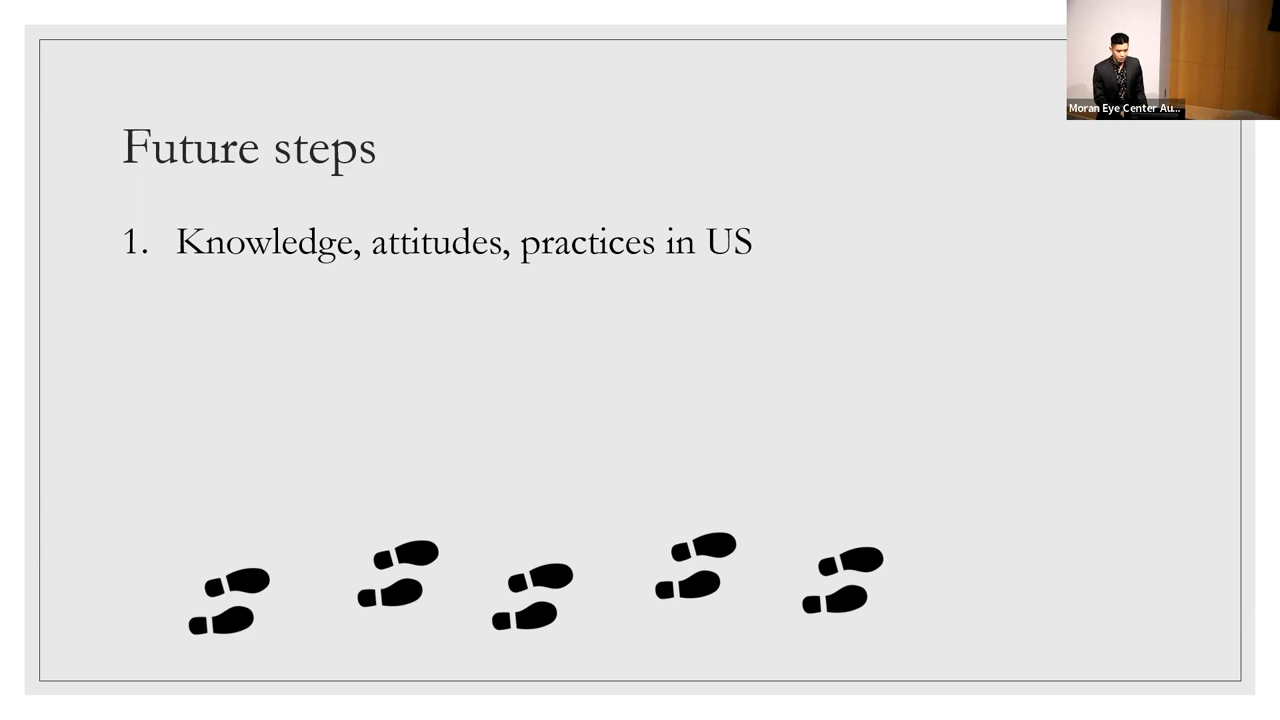 Moran Eye Center Au...
Future steps
1. Knowledge, attitudes, practices in US